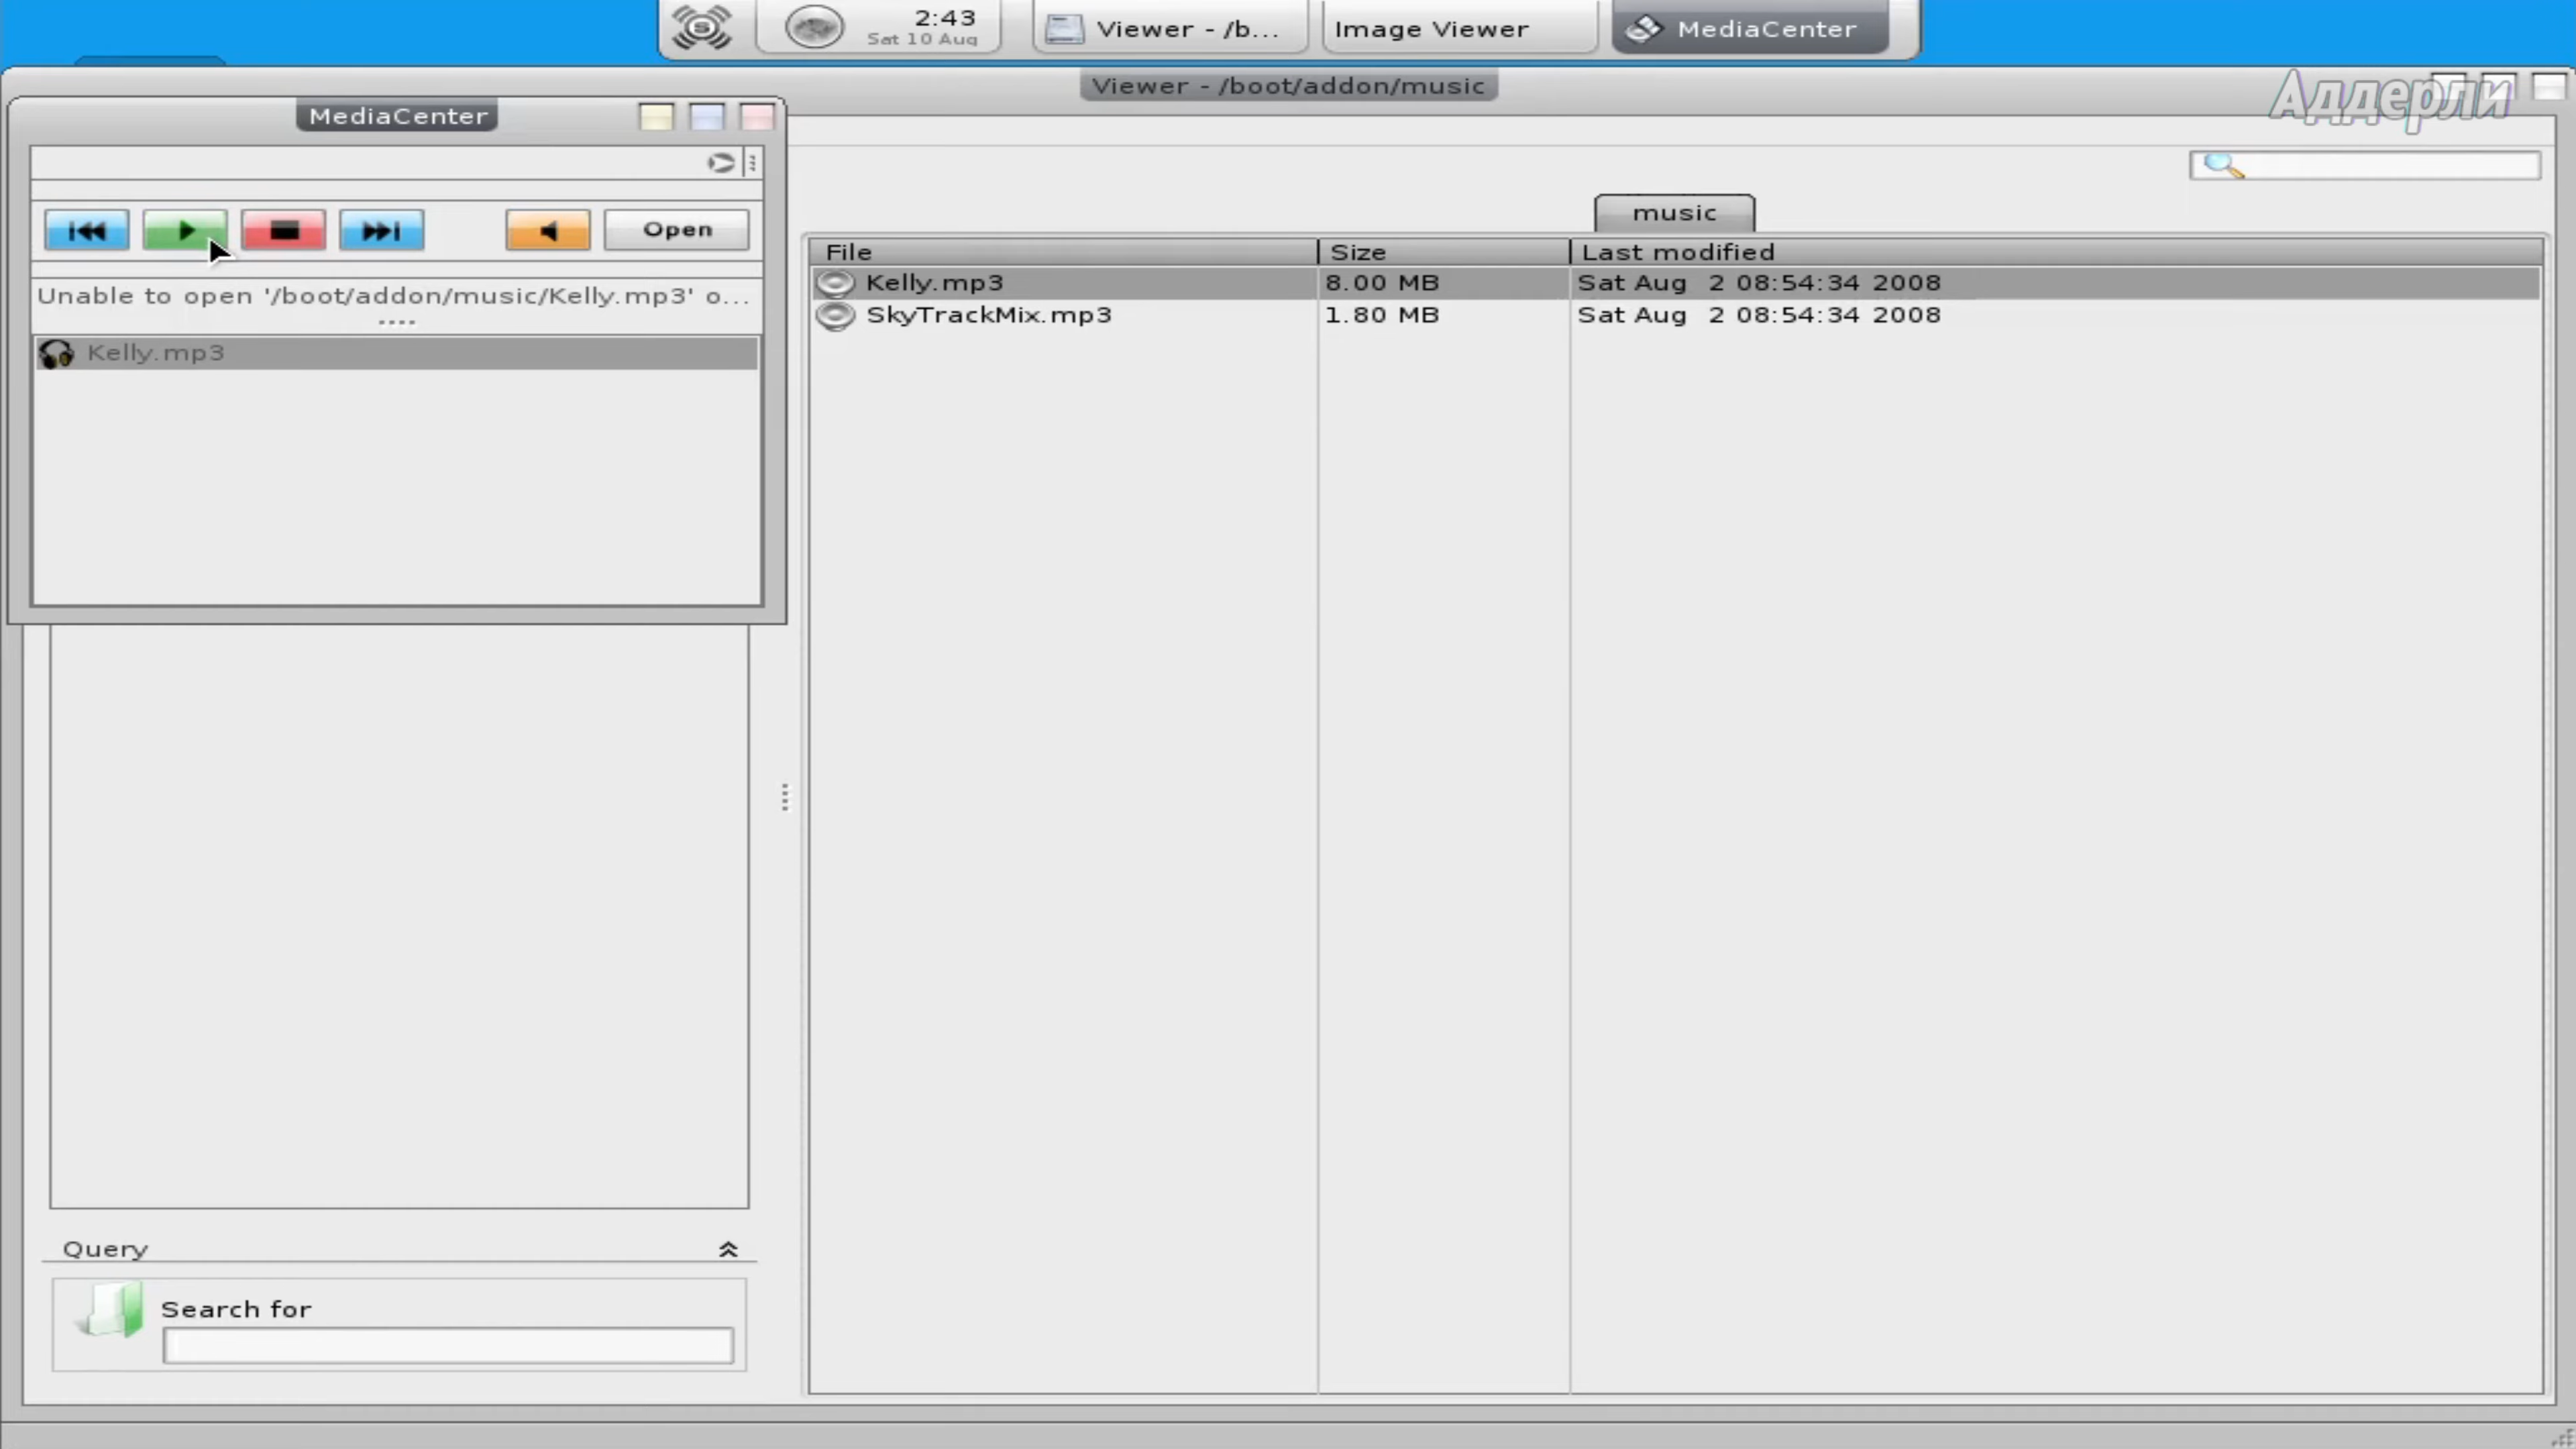 2:43
Sat 10 Aug
Viewer - /b...
Image Viewer
MediaCenter
Viewer - /boot/addon/music
Аддерли
MediaCenter
Open
Unable to open '/boot/addon/music/Kelly.mp3' o...
Kelly.mp3
music
File Size Last modified
Kelly.mp3 8.00 MB Sat Aug 2 08:54:34 2008
SkyTrackMix.mp3 1.80 MB Sat Aug 2 08:54:34 2008
Query
Search for